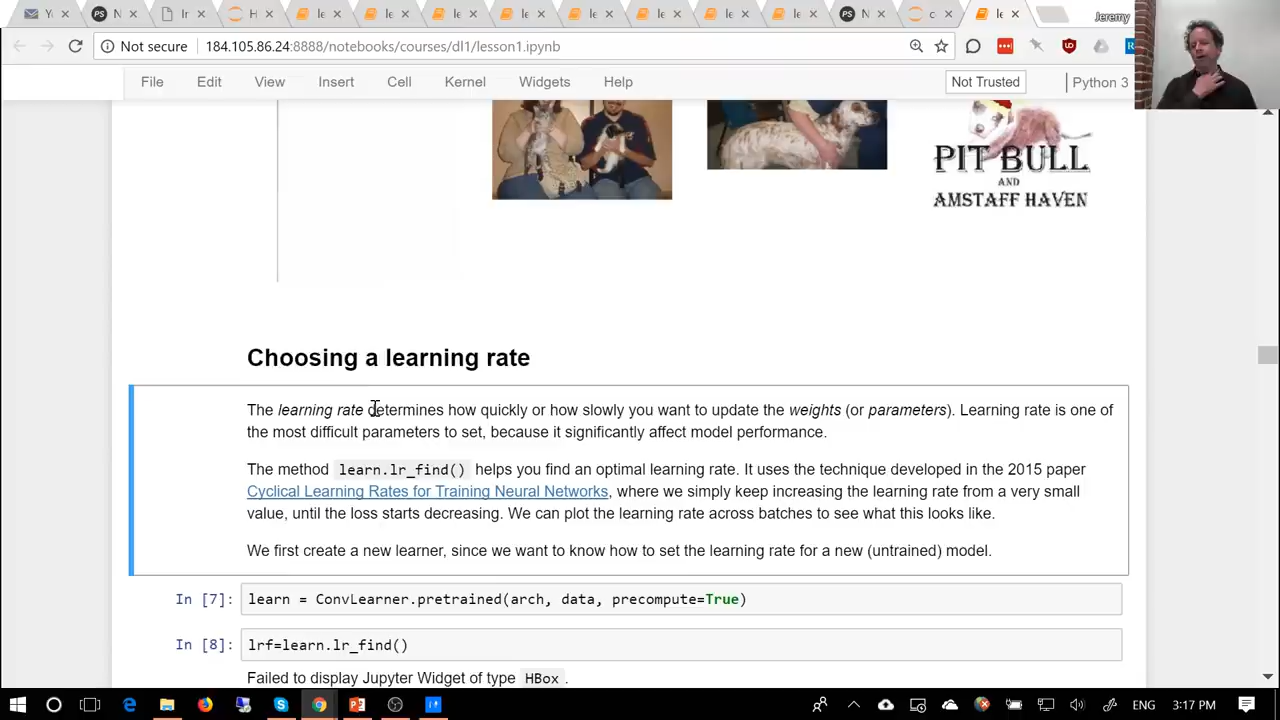 Jeremy
Not secure 184.105.86.24:8888/notebooks/courses/dl1/lesson1.ipynb
File Edit View Insert Cell Kernel Widgets Help Not Trusted Python 3
PIT BULL
AND
AMSTAFF HAVEN
Choosing a learning rate
The learning rate determines how quickly or how slowly you want to update the weights (or parameters). Learning rate is one of
the most difficult parameters to set, because it significantly affect model performance.
The method learn.lr_find() helps you find an optimal learning rate. It uses the technique developed in the 2015 paper
Cyclical Learning Rates for Training Neural Networks, where we simply keep increasing the learning rate from a very small
value, until the loss starts decreasing. We can plot the learning rate across batches to see what this looks like.
We first create a new learner, since we want to know how to set the learning rate for a new (untrained) model.
In [7]: learn = ConvLearner.pretrained(arch, data, precompute=True)
In [8]: lrf=learn.lr_find()
Failed to display Jupyter Widget of type HBox.
ENG 3:17 PM